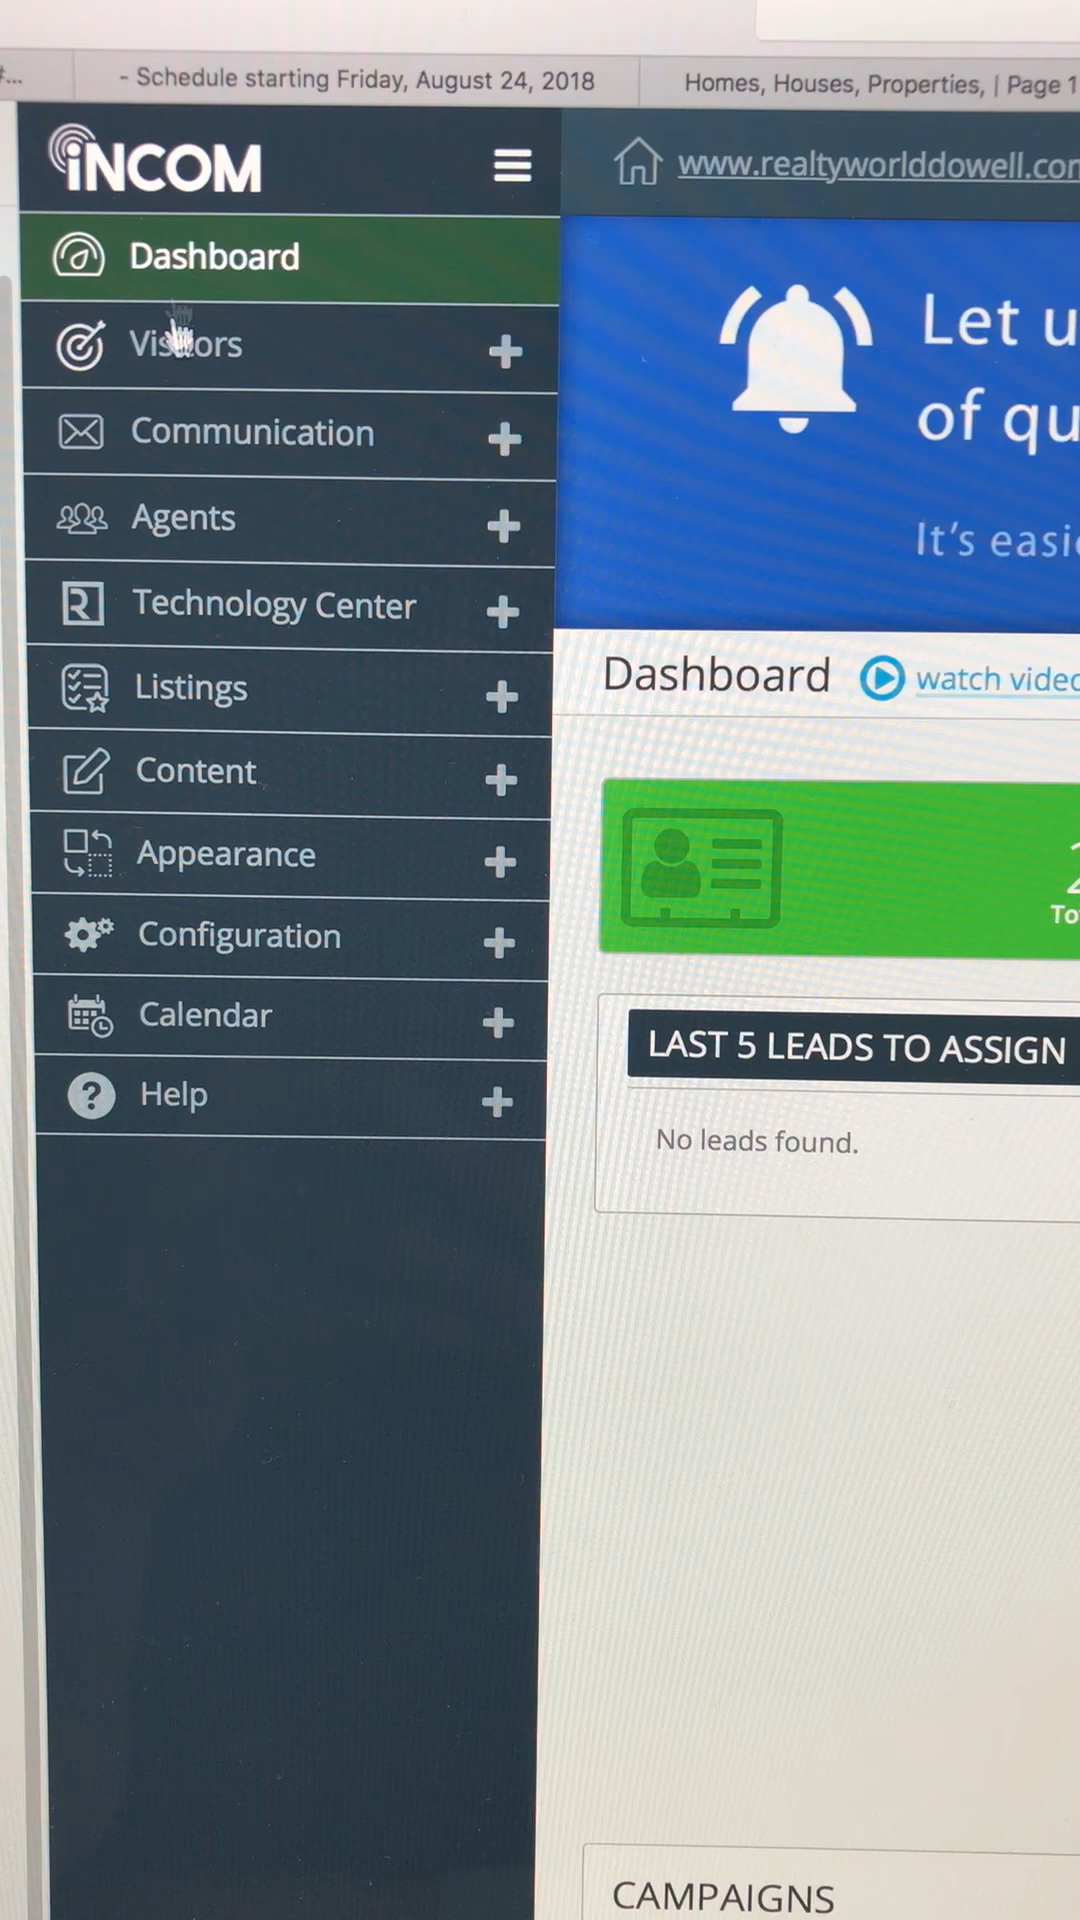 - Schedule starting Friday, August 24, 2018
Homes, Houses, Properties, | Page 1
iNCOM
www.realtyworlddowell.com
Dashboard
Visitors
Communication
Agents
Technology Center
Listings
Content
Appearance
Configuration
Calendar
Help
Let u
of qu
It's easi
Dashboard
watch video
To
LAST 5 LEADS TO ASSIGN
No leads found.
CAMPAIGNS